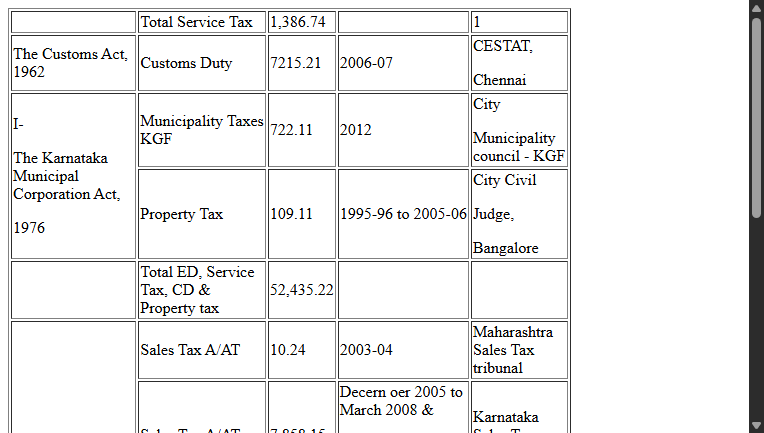 Total Service Tax 1,386.74 1
The Customs Act,
1962
Customs Duty 7215.21 2006-07
CESTAT,
Chennai
I-
The Karnataka
Municipal
Corporation Act,
1976
Municipality Taxes
KGF
722.11 2012
City
Municipality
council - KGF
Property Tax 109.11 1995-96 to 2005-06
City Civil
Judge,
Bangalore
Total ED, Service
Tax, CD &
Property tax
52,435.22
Sales Tax A/AT 10.24 2003-04
Maharashtra
Sales Tax
tribunal
Decern oer 2005 to
March 2008 &
Karnataka